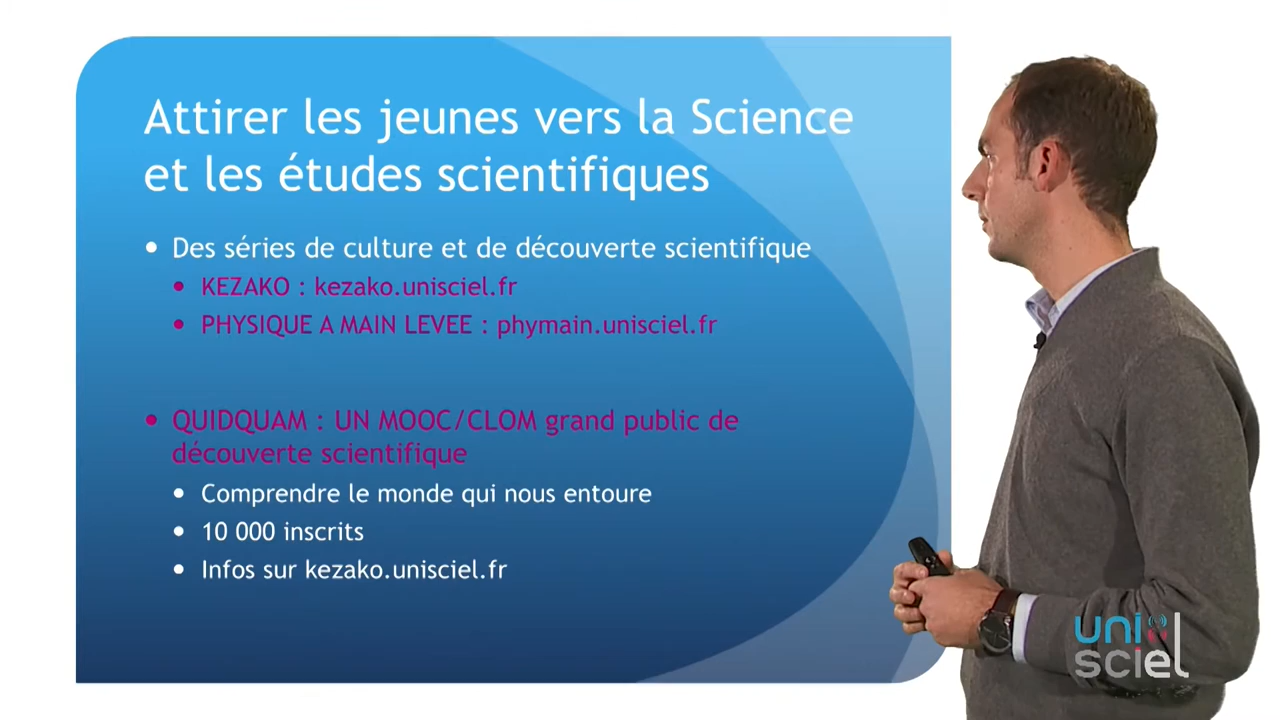 Attirer les jeunes vers la Science
et les études scientifiques
• Des séries de culture et de découverte scientifique
• KEZAKO : kezako.unisciel.fr
• PHYSIQUE A MAIN LEVEE : phymain.unisciel.fr
• QUIDQUAM : UN MOOC/CLOM grand public de
découverte scientifique
• Comprendre le monde qui nous entoure
• 10 000 inscrits
• Infos sur kezako.unisciel.fr
uni
sciel